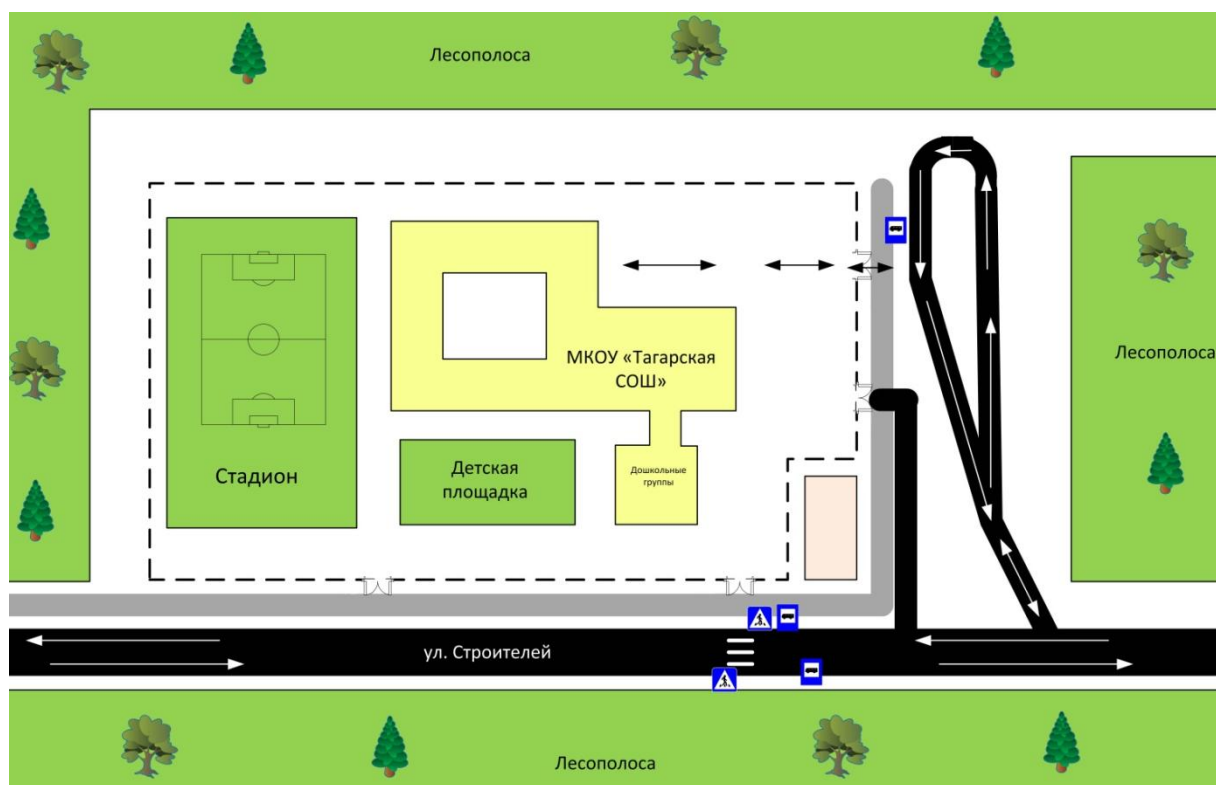 Лесополоса
МКОУ «Тагарская
СОШ»
Лесополоса
Стадион
Детская
площадка
Дошкольные
группы
ул. Строителей
Лесополоса